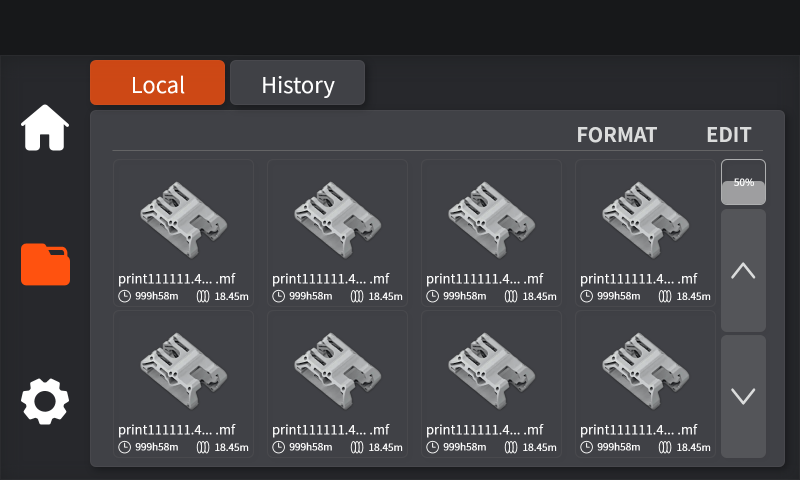 Local History
FORMAT EDIT
50%
print111111.4... .mf print111111.4... .mf print111111.4... .mf print111111.4... .mf
999h58m 18.45m 999h58m 18.45m 999h58m 18.45m 999h58m 18.45m
print111111.4... .mf print111111.4... .mf print111111.4... .mf print111111.4... .mf
999h58m 18.45m 999h58m 18.45m 999h58m 18.45m 999h58m 18.45m